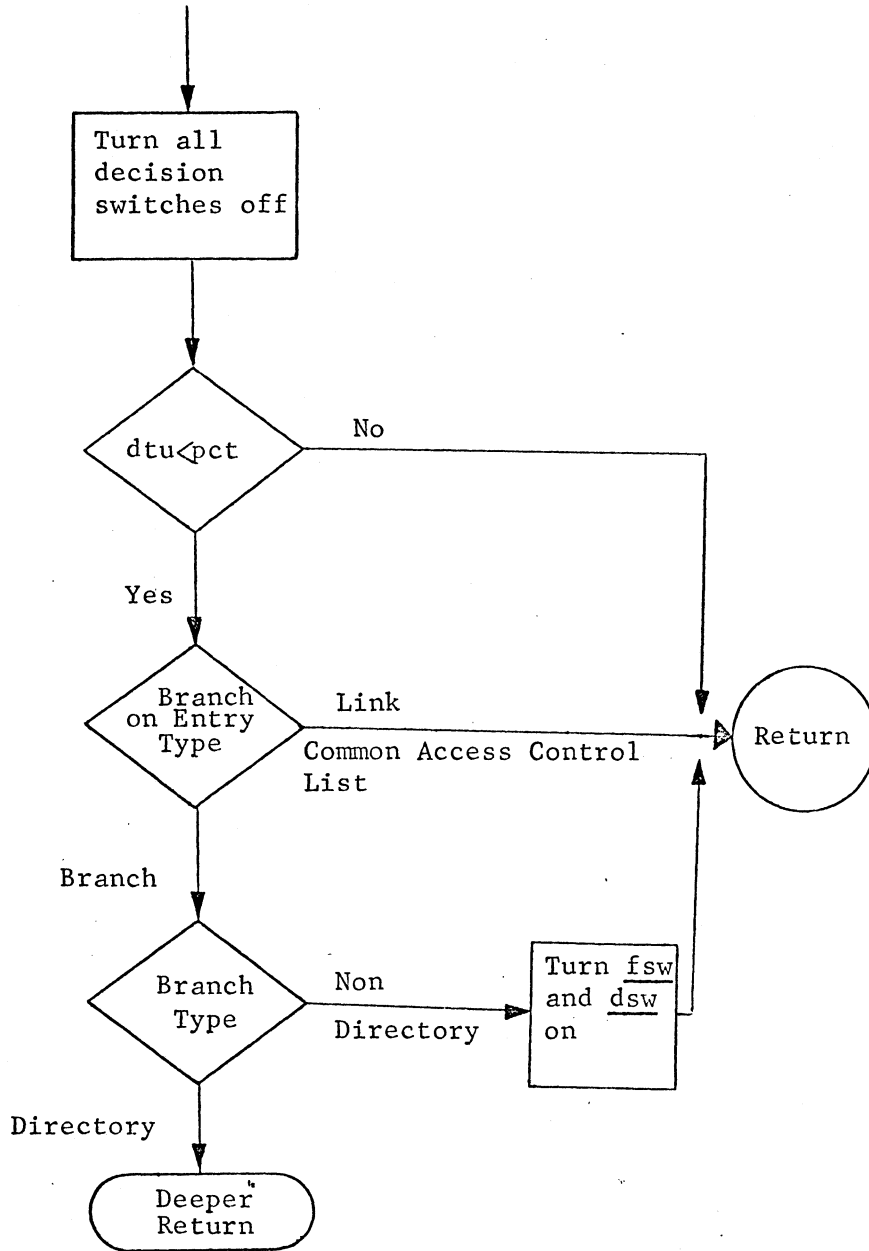 Turn all
decision
switches off
dtu<pct
No
Yes
Branch
on Entry
Type
Link
Common Access Control
List
Return
Branch
Branch
Type
Non
Directory
Turn fsw
and dsw
on
Directory
Deeper
Return